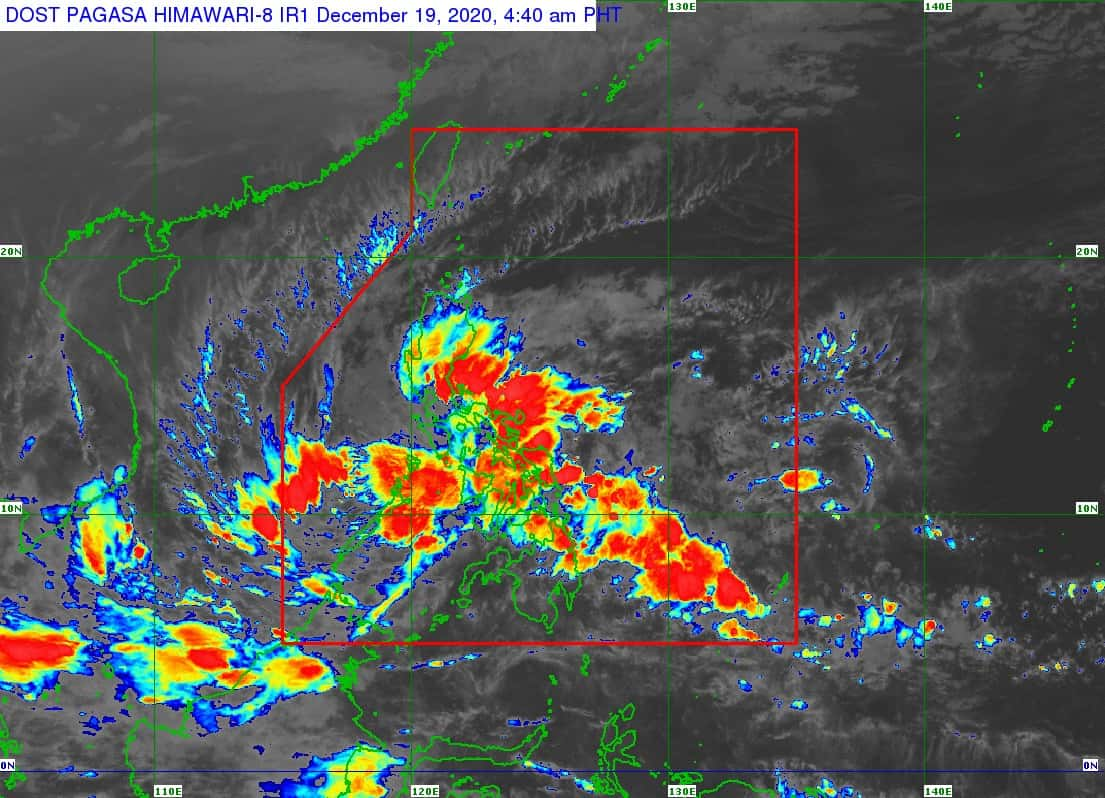 DOST PAGASA HIMAWARI-8 IR1 December 19, 2020, 4:40 am PHT
130E 140E
20N 20N
10N 10N
0N 0N
110E 120E 130E 140E